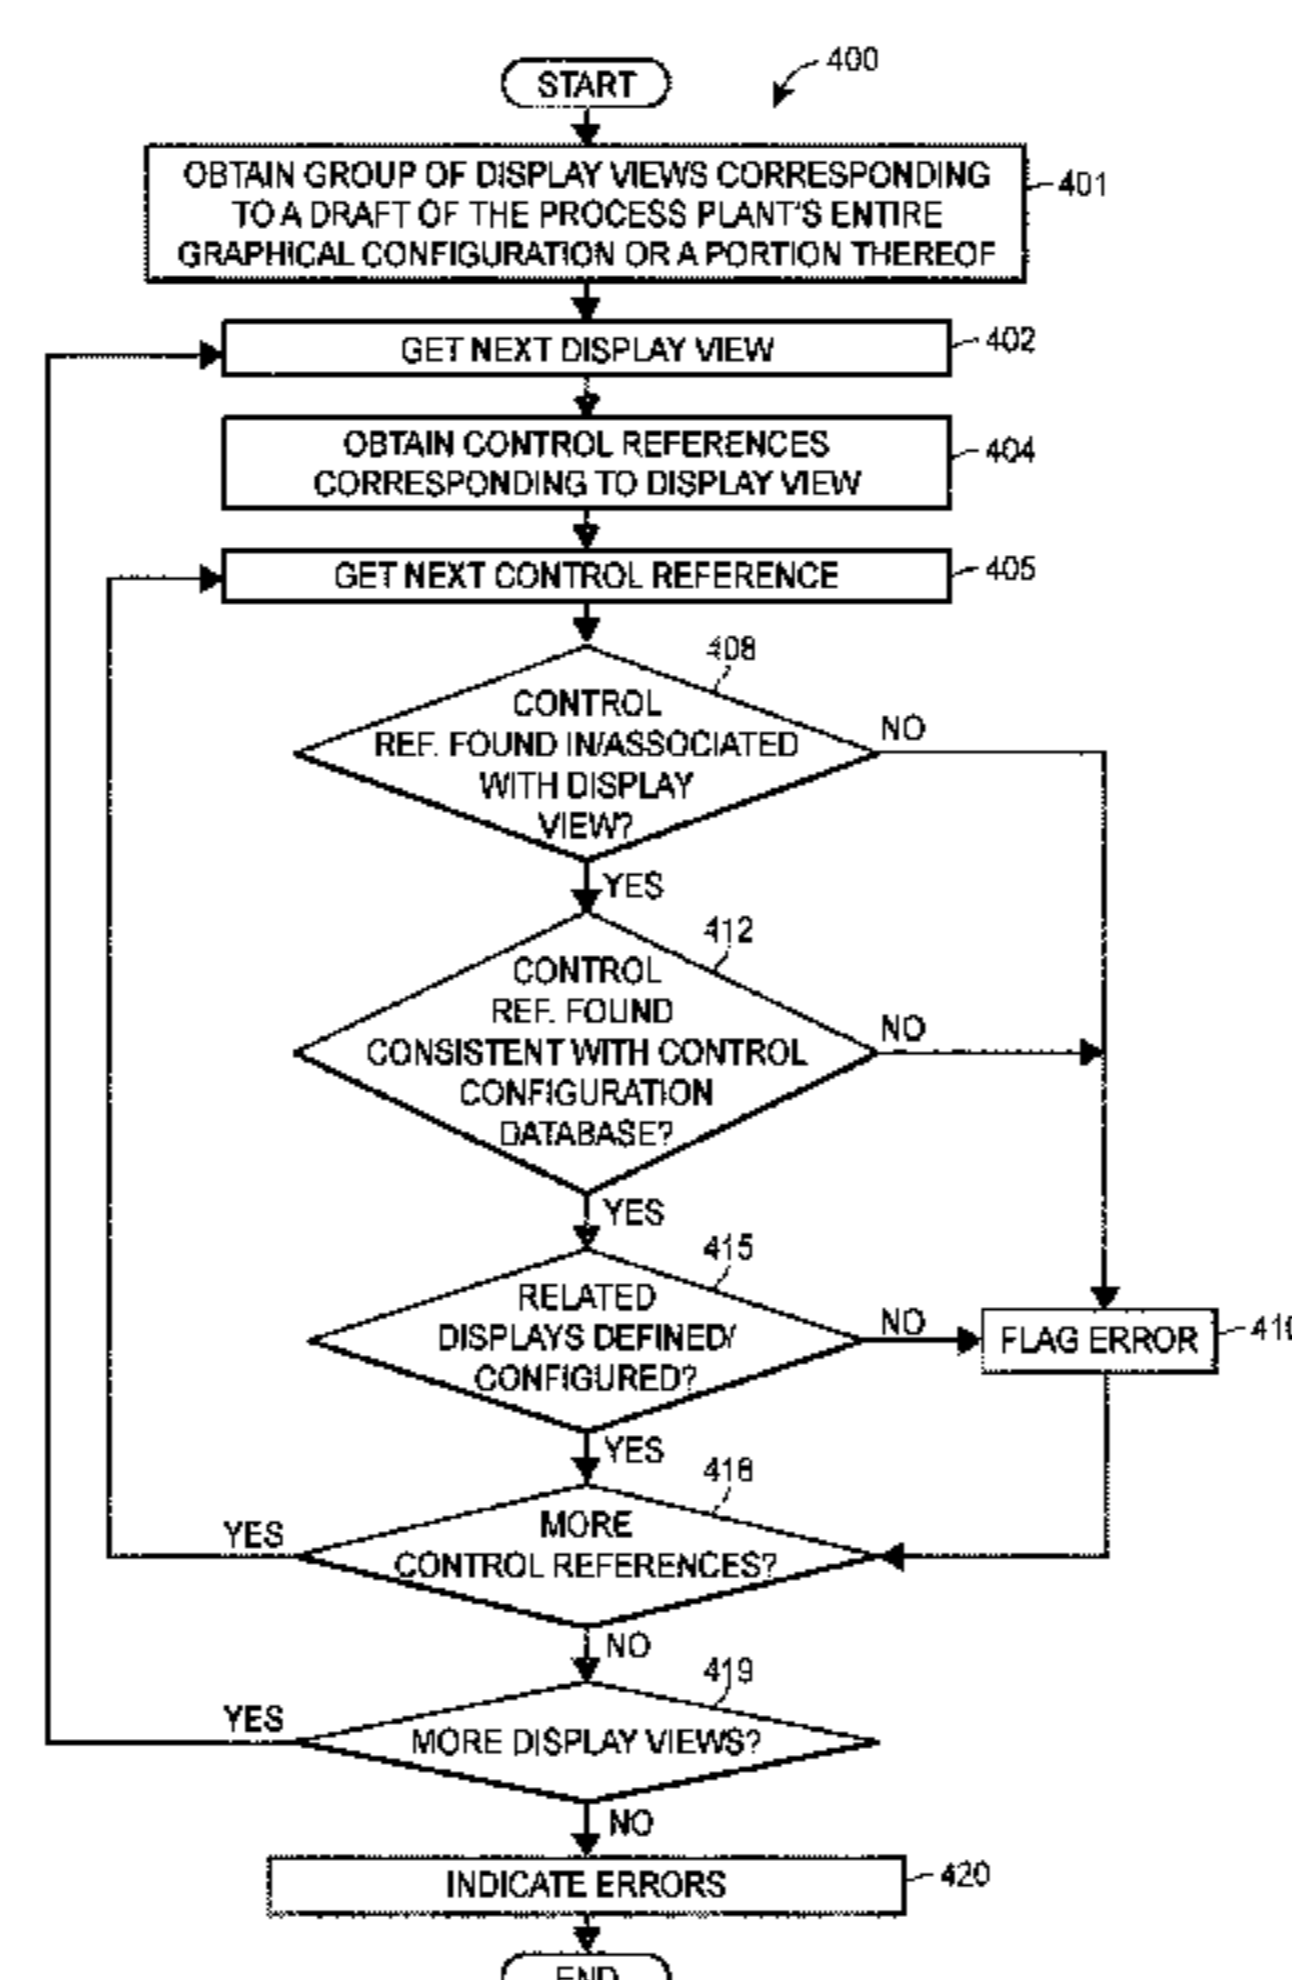 START
400
OBTAIN GROUP OF DISPLAY VIEWS CORRESPONDING
TO A DRAFT OF THE PROCESS PLANT'S ENTIRE
GRAPHICAL CONFIGURATION OR A PORTION THEREOF
401
GET NEXT DISPLAY VIEW
402
OBTAIN CONTROL REFERENCES
CORRESPONDING TO DISPLAY VIEW
404
GET NEXT CONTROL REFERENCE
405
408
CONTROL
REF. FOUND IN/ASSOCIATED
WITH DISPLAY
VIEW?
NO
YES
412
CONTROL
REF. FOUND
CONSISTENT WITH CONTROL
CONFIGURATION
DATABASE?
NO
YES
415
RELATED
DISPLAYS DEFINED/
CONFIGURED?
NO
FLAG ERROR
YES
418
MORE
CONTROL REFERENCES?
YES
NO
419
MORE DISPLAY VIEWS?
YES
NO
INDICATE ERRORS
420
END